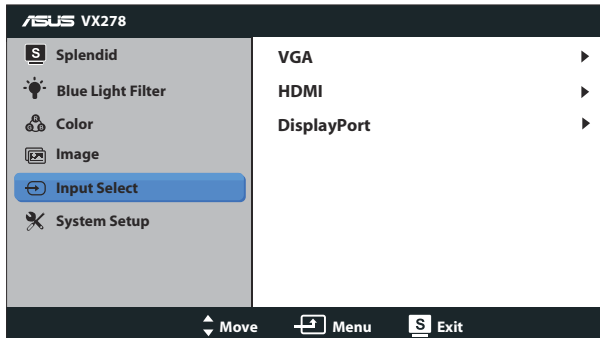 ASUS VX278
S Splendid
Blue Light Filter
Color
Image
Input Select
System Setup
VGA
HDMI
DisplayPort
Move Menu S Exit